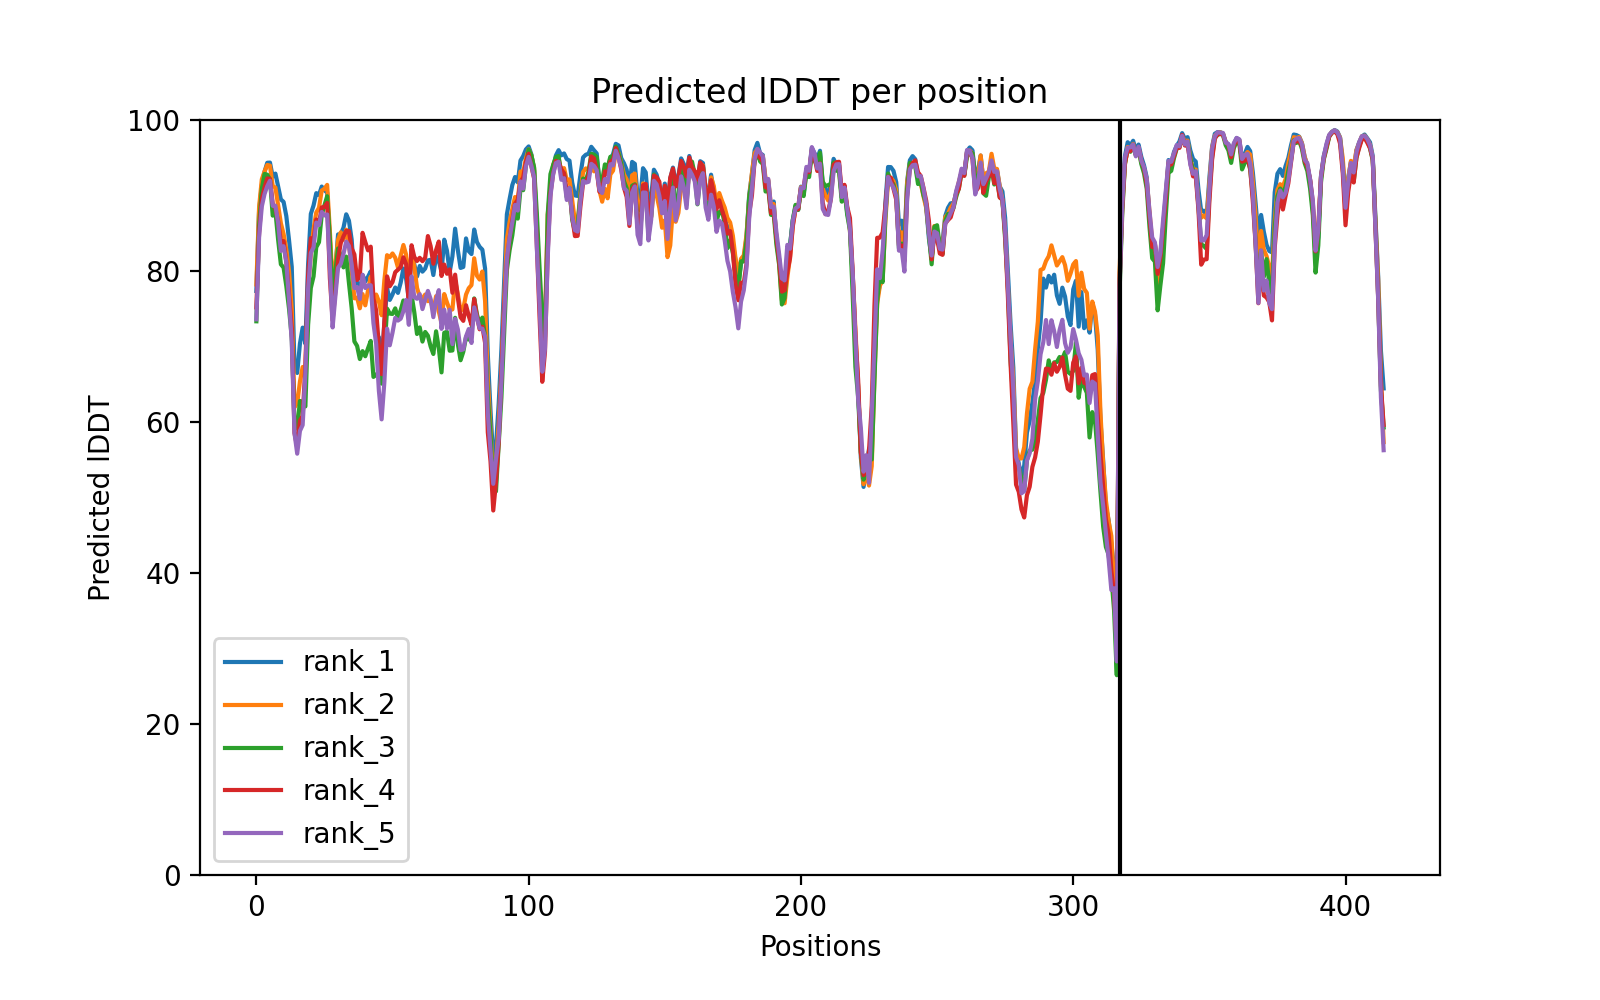 Predicted lDDT per position
100
80
60
40
20
0
Predicted lDDT
rank_1
rank_2
rank_3
rank_4
rank_5
0 100 200 300 400
Positions